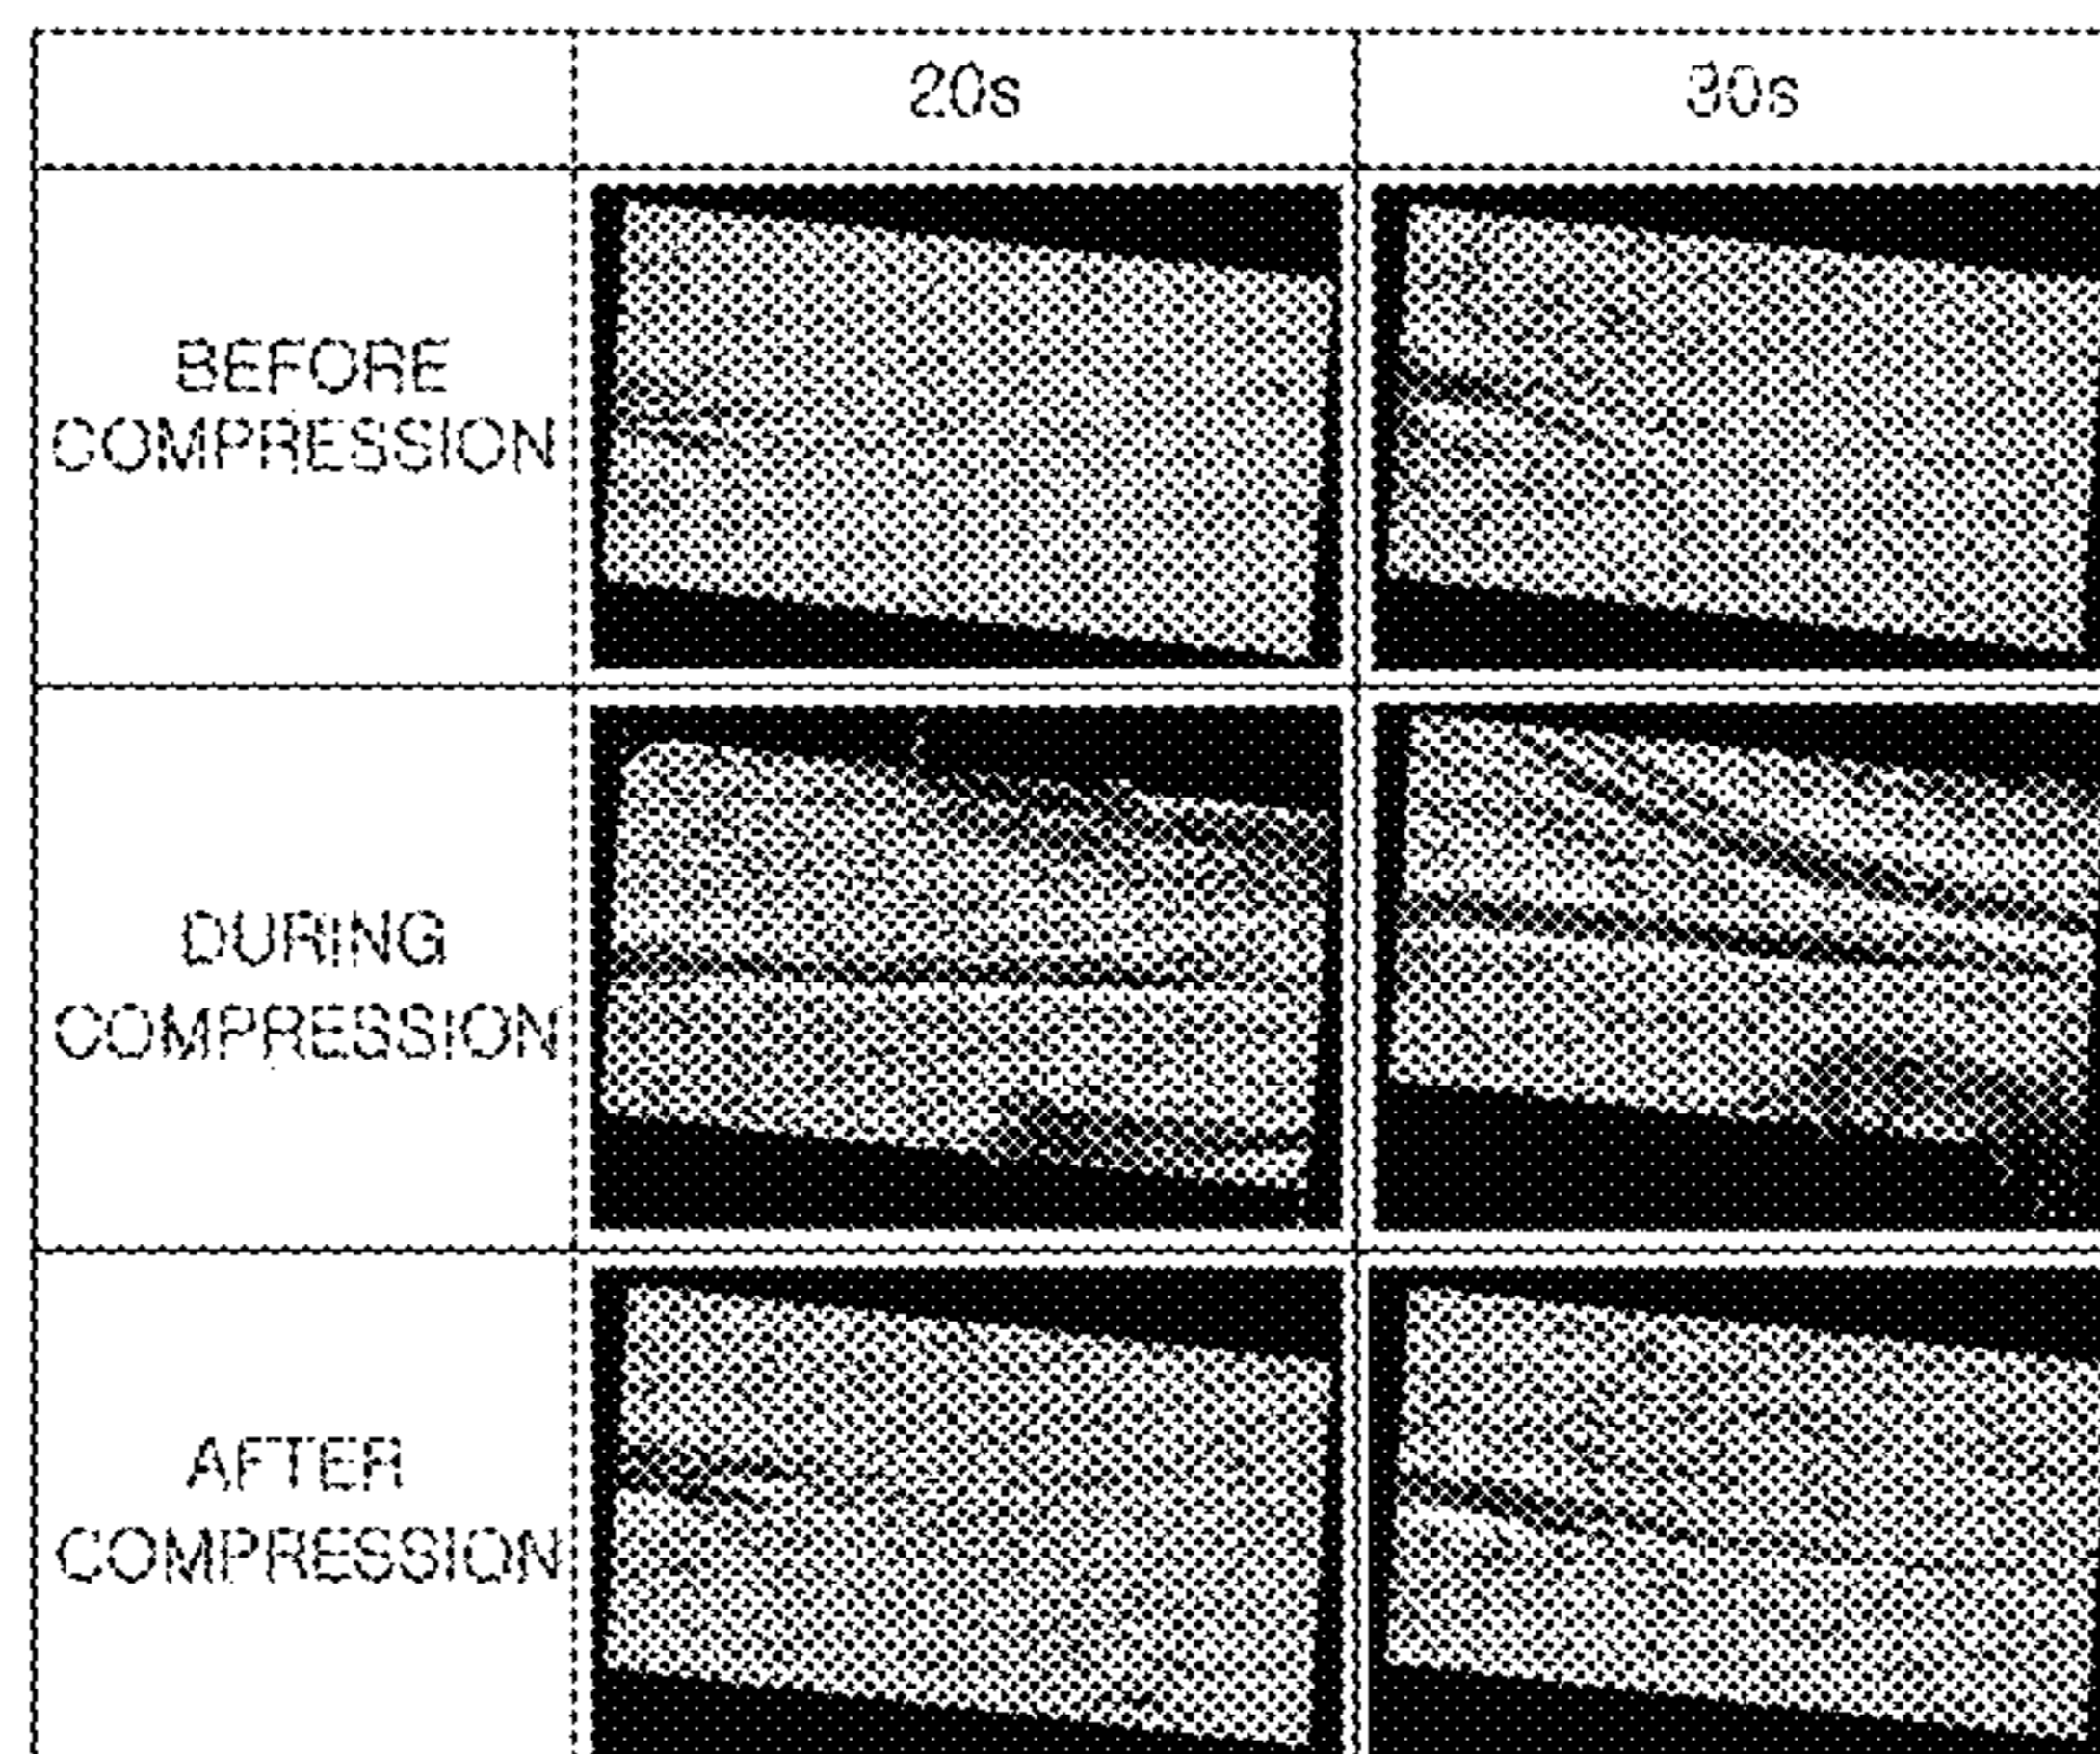 20s
30s
BEFORE
COMPRESSION
DURING
COMPRESSION
AFTER
COMPRESSION